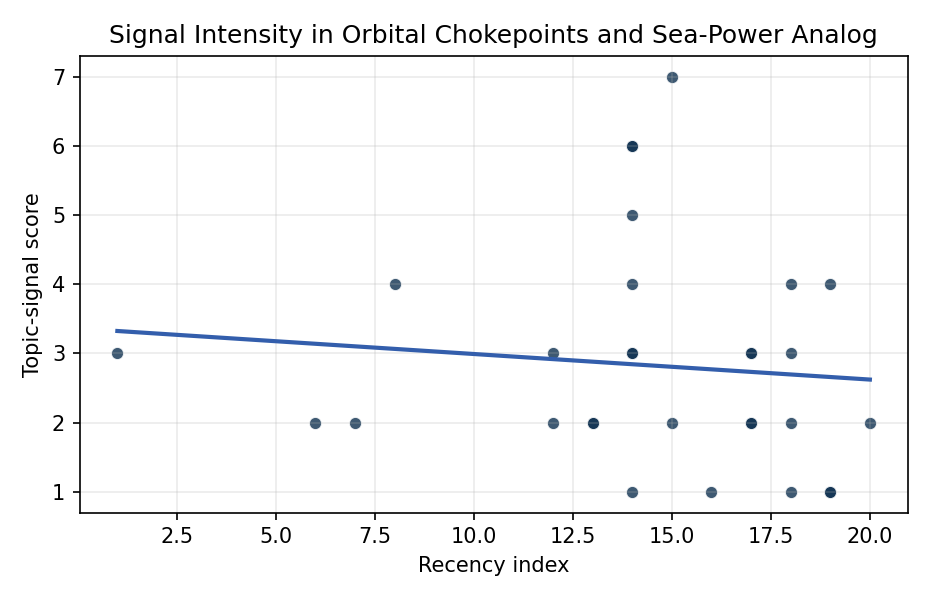 Signal Intensity in Orbital Chokepoints and Sea-Power Analog
Topic-signal score
7
6
5
4
3
2
1
2.5 5.0 7.5 10.0 12.5 15.0 17.5 20.0
Recency index